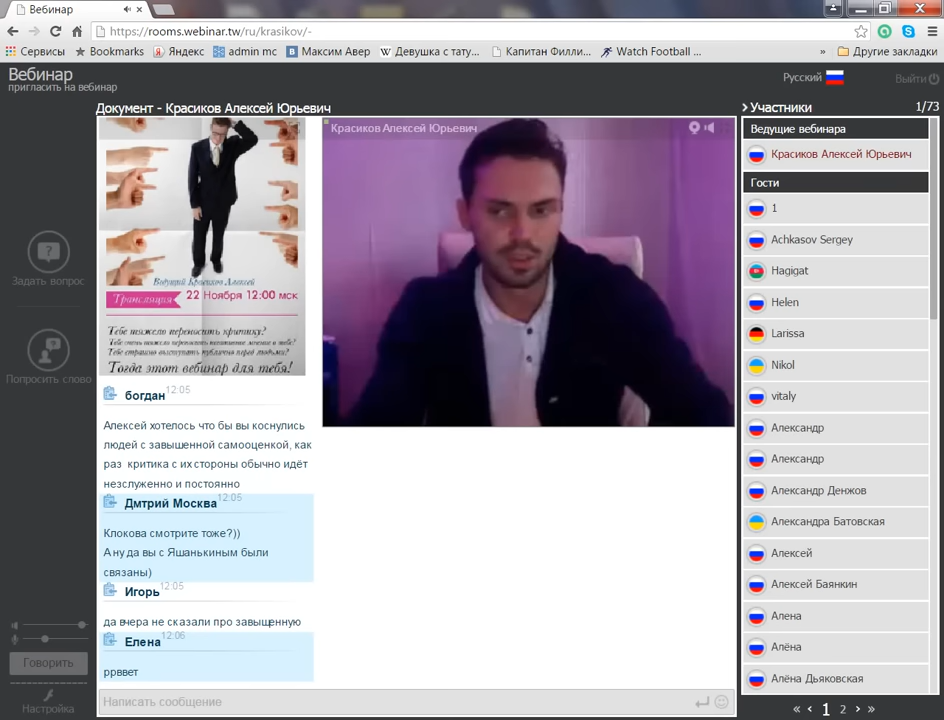 Вебинар
https://rooms.webinar.tw/ru/krasikov/-
Сервисы
Bookmarks
Яндекс
admin mc
Максим Авер
Девушка с тату...
Капитан Филли...
Watch Football ...
»
Другие закладки
Вебинар
пригласить на вебинар
Русский
Выйти
Документ - Красиков Алексей Юрьевич
Участники
1/73
Задать вопрос
Попросить слово
Говорить
Настройка
Ведущий Красиков Алексей
Трансляция
22 Ноября 12:00 мск
Тебе тяжело переносить критику?
Тебе страшно выступать публично перед людьми?
Тогда этот вебинар для тебя!
богдан 12:05
Алексей хотелось что бы вы коснулись
людей с завышенной самооценкой, как
раз критика с их стороны обычно идёт
незслуженно и постоянно
Дмтрий Москва 12:05
Клокова смотрите тоже?))
А ну да вы с Яшанькиным были
связаны)
Игорь 12:05
да вчера не сказали про завыщенную
Елена 12:06
ррввет
Написать сообщение
Красиков Алексей Юрьевич
Ведущие вебинара
Красиков Алексей Юрьевич
Гости
1
Achkasov Sergey
Hagigat
Helen
Larissa
Nikol
vitaly
Александр
Александр
Александр Денжов
Александра Батовская
Алексей
Алексей Баянкин
Алена
Алёна
Алёна Дьяковская
« ‹ 1 2 › »